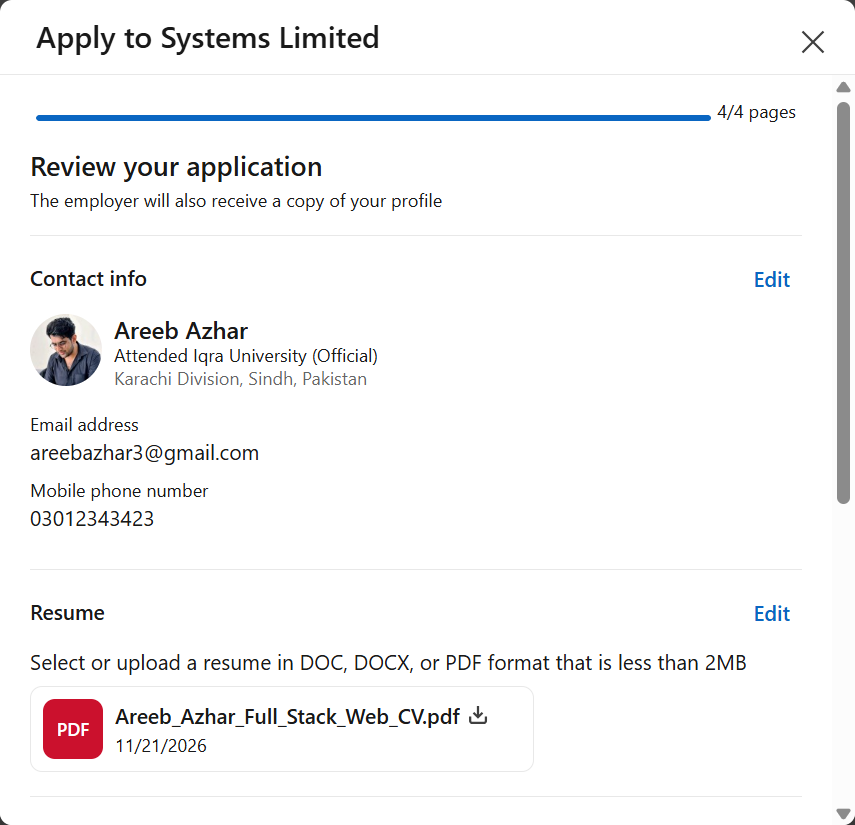 Apply to Systems Limited
4/4 pages
Review your application
The employer will also receive a copy of your profile
Contact info
Edit
Areeb Azhar
Attended Iqra University (Official)
Karachi Division, Sindh, Pakistan
Email address
areebazhar3@gmail.com
Mobile phone number
03012343423
Resume
Edit
Select or upload a resume in DOC, DOCX, or PDF format that is less than 2MB
PDF
Areeb_Azhar_Full_Stack_Web_CV.pdf
11/21/2026